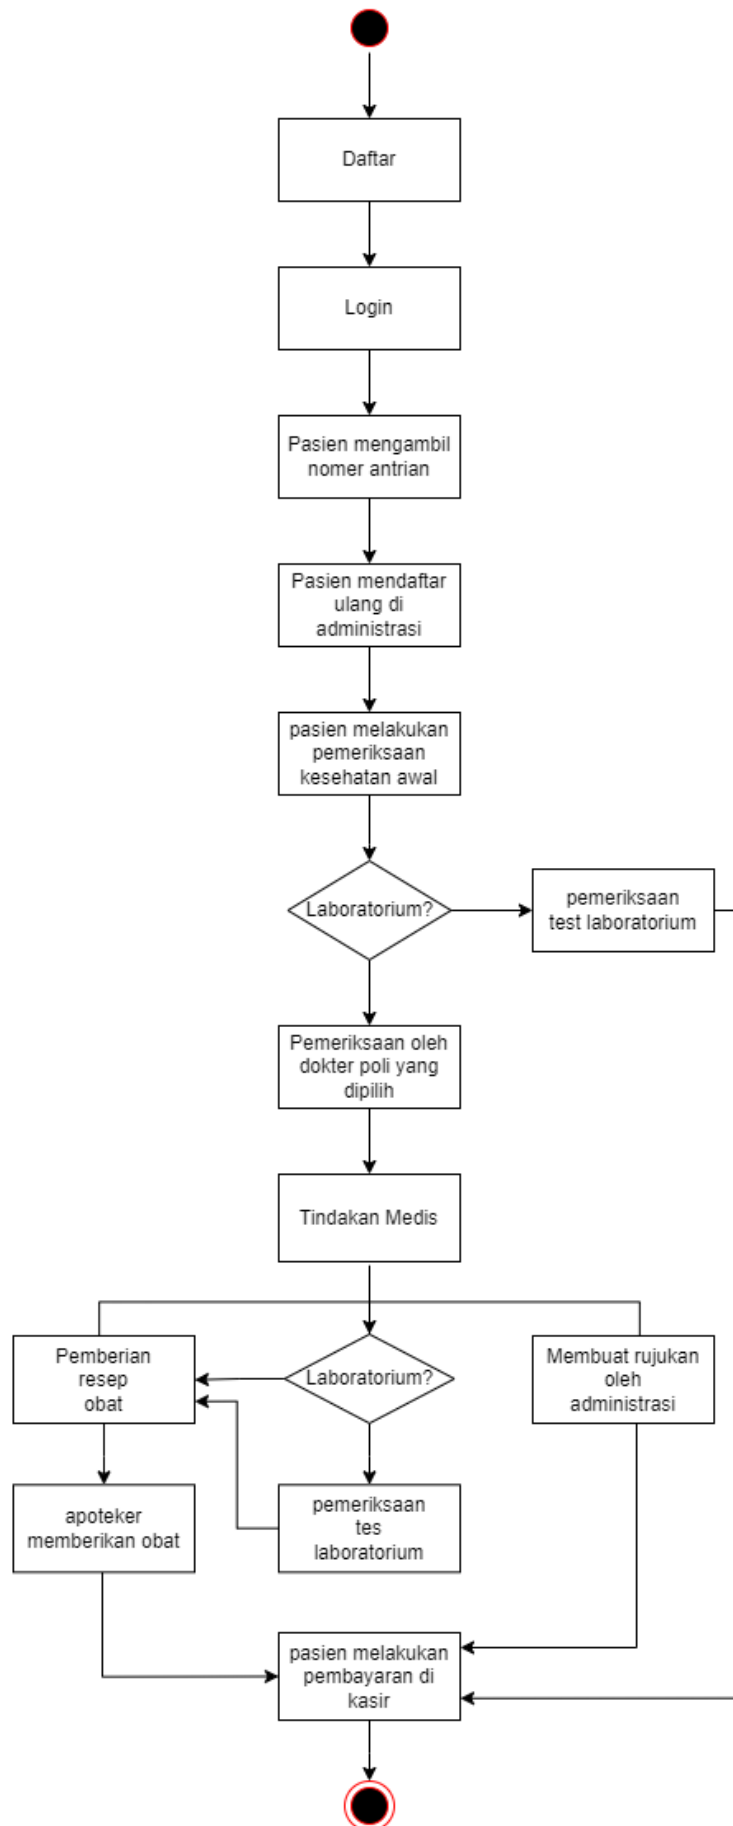 Daftar
Login
Pasien mengambil
nomer antrian
Pasien mendaftar
ulang di
administrasi
pasien melakukan
pemeriksaan
kesehatan awal
Laboratorium?
pemeriksaan
test laboratorium
Pemeriksaan oleh
dokter poli yang
dipilih
Tindakan Medis
Pemberian
resep
obat
Laboratorium?
Membuat rujukan
oleh
administrasi
apoteker
memberikan obat
pemeriksaan
tes
laboratorium
pasien melakukan
pembayaran di
kasir